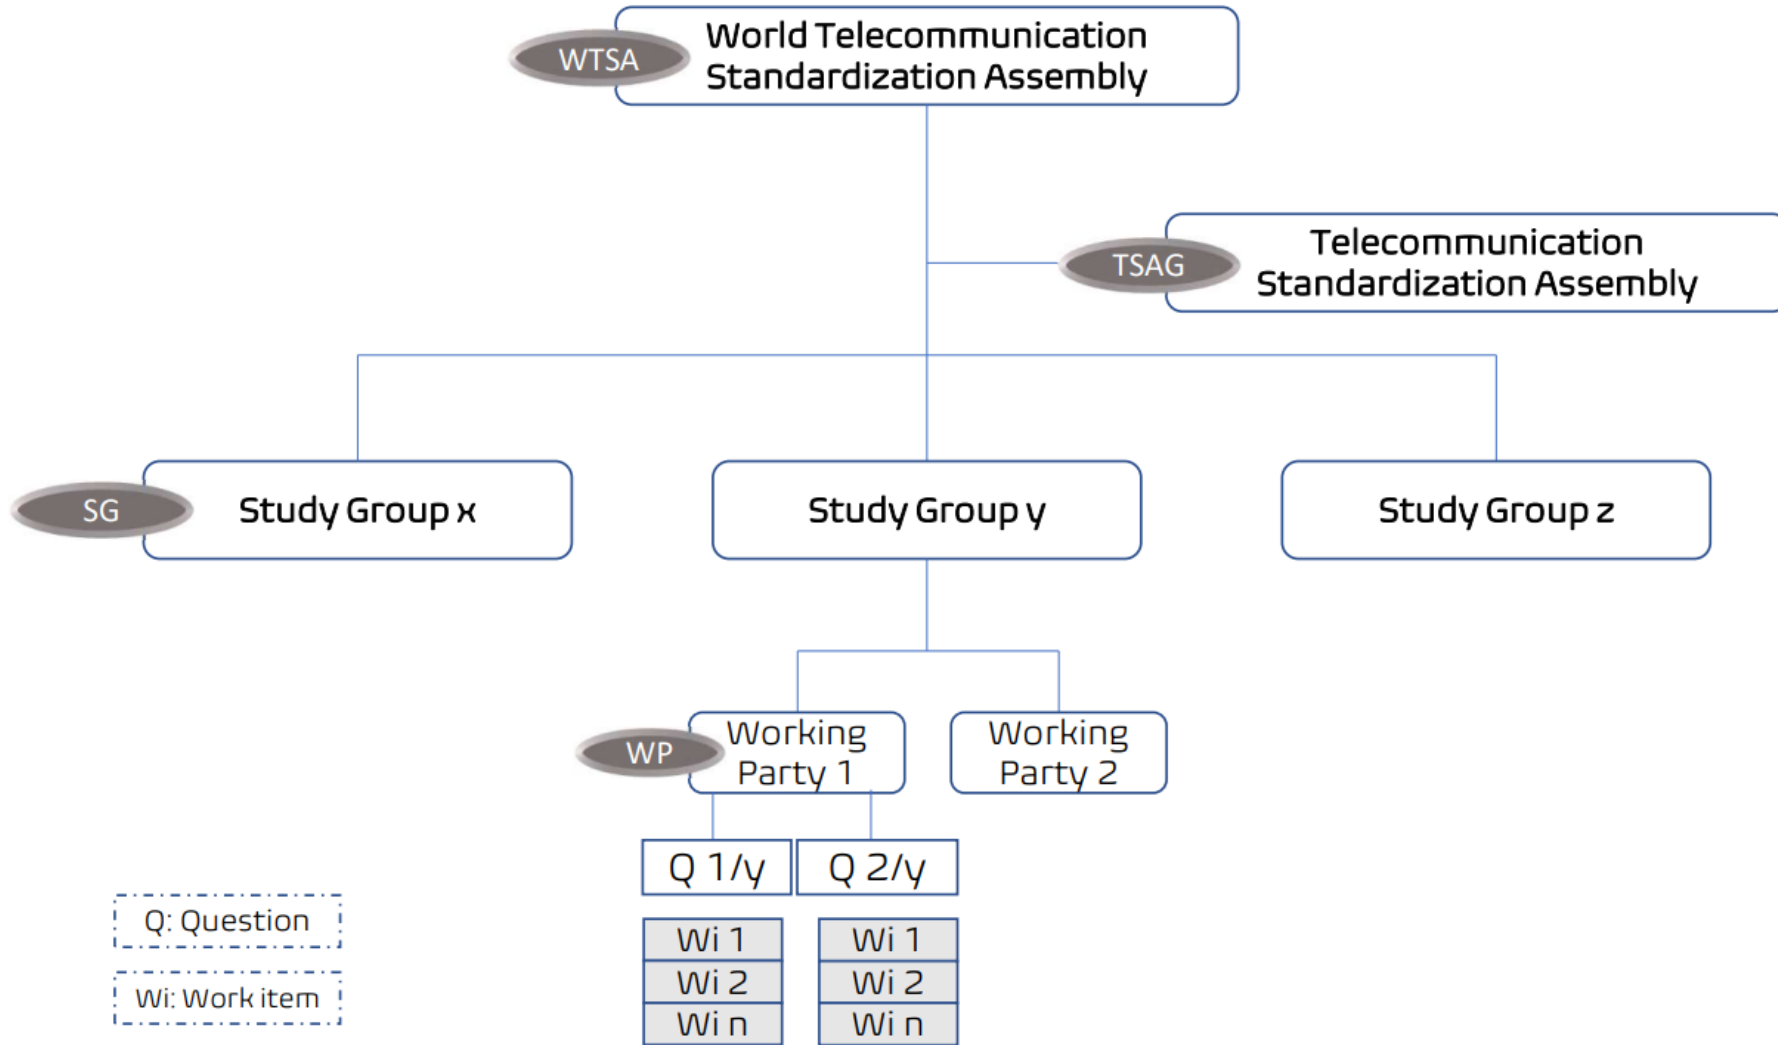 WTSA
World Telecommunication
Standardization Assembly
TSAG
Telecommunication
Standardization Assembly
SG
Study Group x
Study Group y
Study Group z
WP
Working
Party 1
Working
Party 2
Q 1/y
Q 2/y
Q: Question
Wi 1
Wi 1
Wi 2
Wi 2
Wi: Work item
Wi n
Wi n